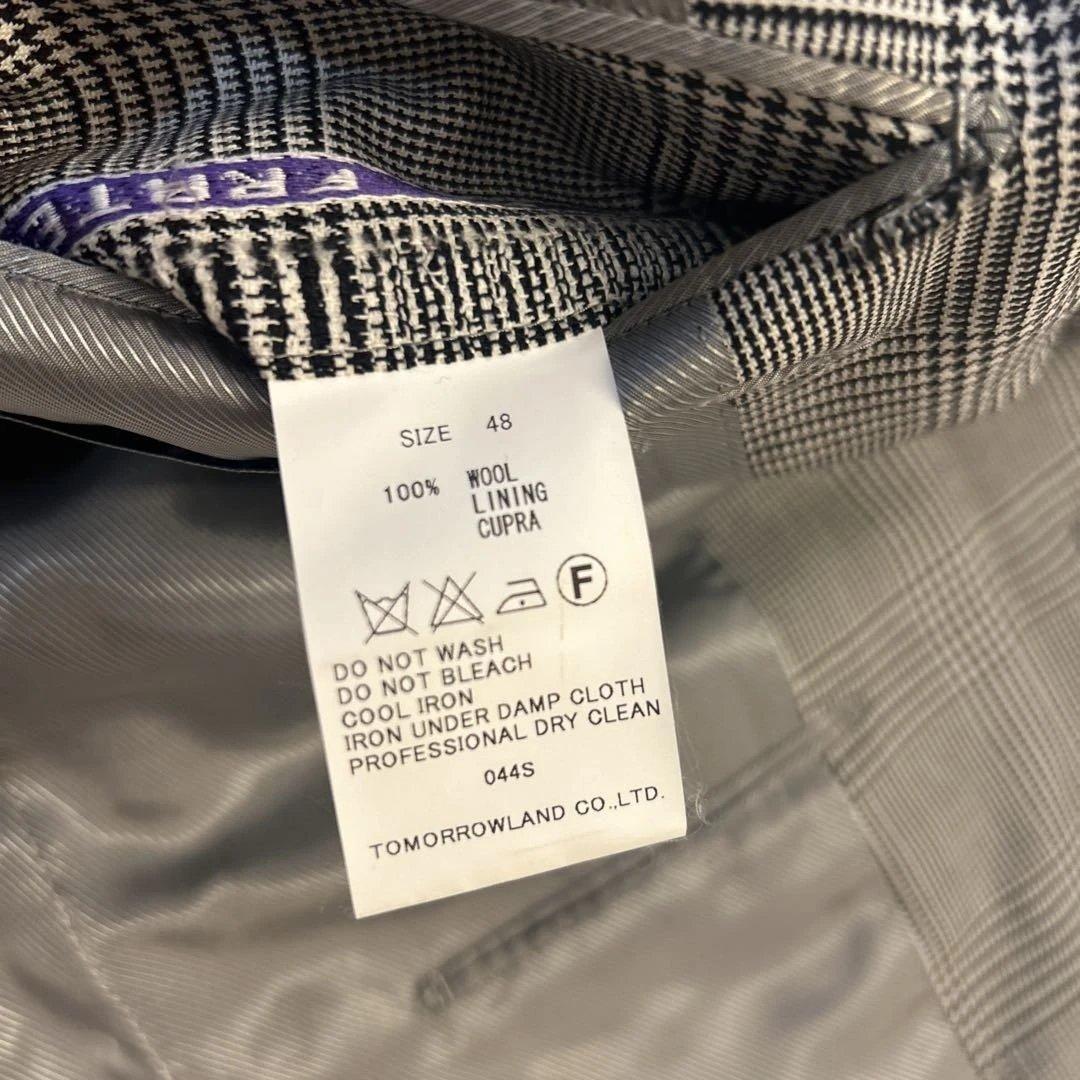 SIZE 48
100% WOOL
LINING
CUPRA
F
DO NOT WASH
DO NOT BLEACH
COOL IRON
IRON UNDER DAMP CLOTH
PROFESSIONAL DRY CLEAN
044S
TOMORROWLAND CO.,LTD.